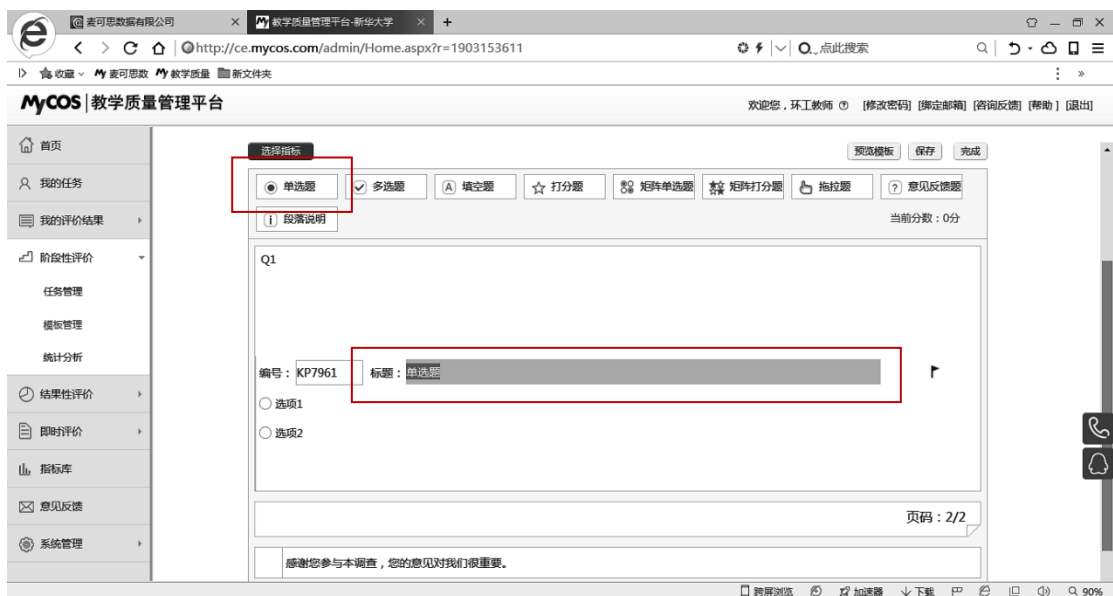 麦可思数据有限公司
教学质量管理平台-新华大学
http://ce.mycos.com/admin/Home.aspx?r=1903153611
点此搜索
收藏 麦可思数 教学质量 新文件夹
MyCOS 教学质量管理平台
欢迎您，环工教师 [修改密码] [绑定邮箱] [咨询反馈] [帮助] [退出]
首页
我的任务
我的评价结果
阶段性评价
任务管理
模板管理
统计分析
结果性评价
即时评价
指标库
意见反馈
系统管理
选择指标
预览模板 保存 完成
单选题 多选题 填空题 打分题 矩阵单选题 矩阵打分题 拖拉题 意见反馈题
段落说明
当前分数：0分
Q1
编号：KP7961 标题：单选题
选项1
选项2
页码：2/2
感谢您参与本调查，您的意见对我们很重要。
跨屏浏览 加速器 下载 90%